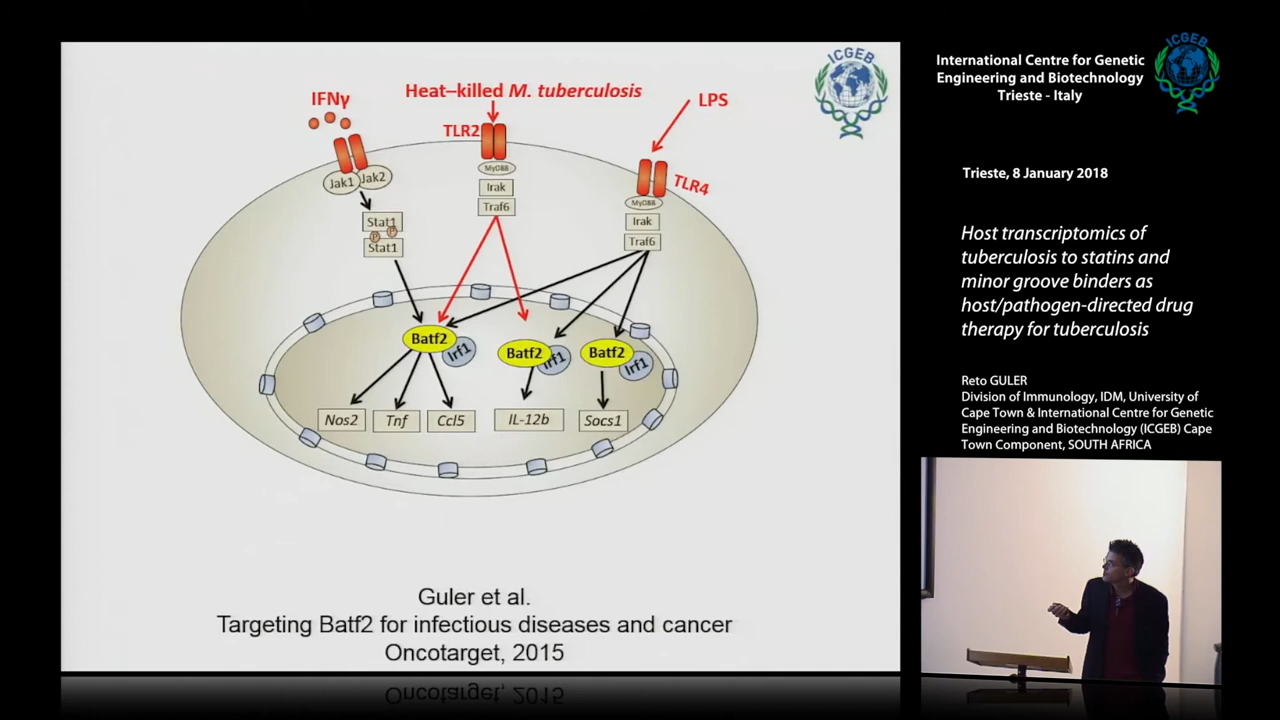 ICGEB
IFNγ
Heat–killed M. tuberculosis
LPS
TLR2
TLR4
MyD88
Irak
Traf6
MyD88
Irak
Traf6
Jak1
Jak2
Stat1
P
P
Stat1
Batf2
Irf1
Batf2
Irf1
Batf2
Irf1
Nos2
Tnf
Ccl5
IL-12b
Socs1
Guler et al.
Targeting Batf2 for infectious diseases and cancer
Oncotarget, 2015
International Centre for Genetic
Engineering and Biotechnology
Trieste - Italy
ICGEB
Trieste, 8 January 2018
Host transcriptomics of
tuberculosis to statins and
minor groove binders as
host/pathogen-directed drug
therapy for tuberculosis
Reto GULER
Division of Immunology, IDM, University of
Cape Town & International Centre for Genetic
Engineering and Biotechnology (ICGEB) Cape
Town Component, SOUTH AFRICA